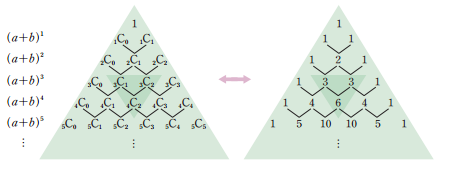 1 1
(a+b)¹ ₁C₀ ₁C₁ 1 1
(a+b)² ₂C₀ ₂C₁ ₂C₂ 1 2 1
(a+b)³ ₃C₀ ₃C₁ ₃C₂ ₃C₃ 1 3 3 1
(a+b)⁴ ₄C₀ ₄C₁ ₄C₂ ₄C₃ ₄C₄ 1 4 6 4 1
(a+b)⁵ ₅C₀ ₅C₁ ₅C₂ ₅C₃ ₅C₄ ₅C₅ 1 5 10 10 5 1
⋮ ⋮ ⋮